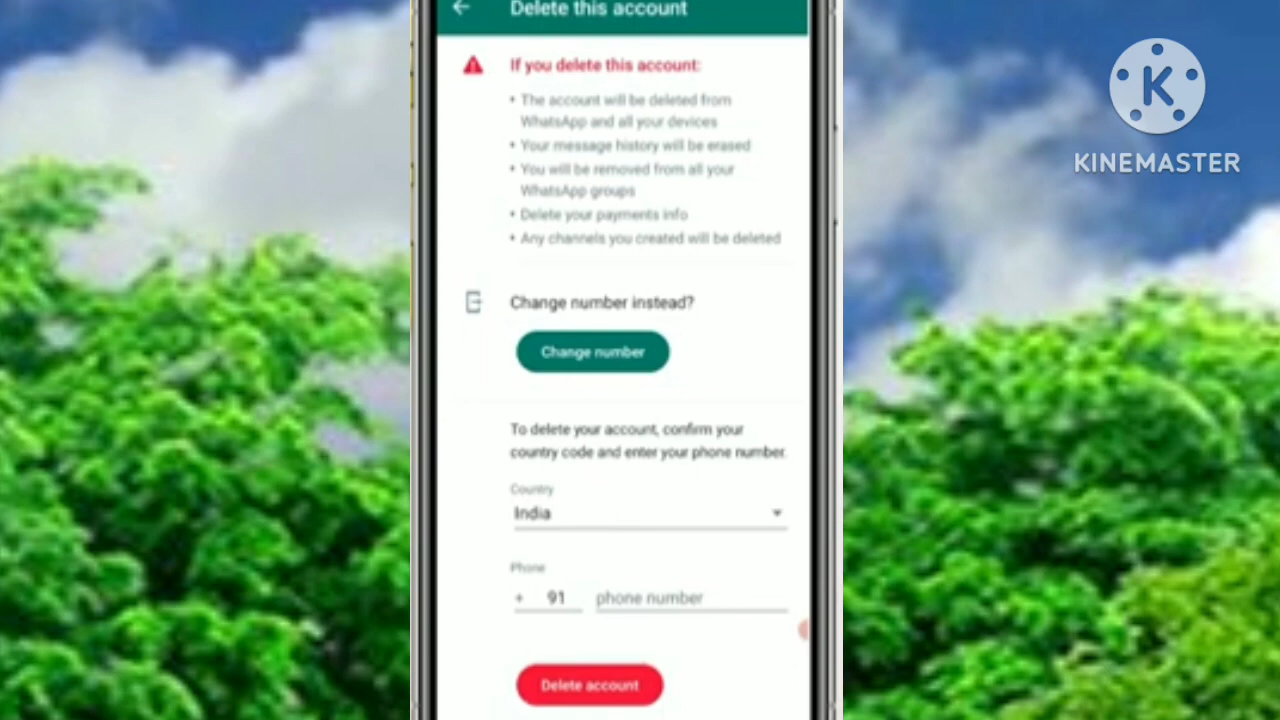 Delete this account
If you delete this account:
• The account will be deleted from
WhatsApp and all your devices
• Your message history will be erased
• You will be removed from all your
WhatsApp groups
• Delete your payments info
• Any channels you created will be deleted
Change number instead?
Change number
To delete your account, confirm your
country code and enter your phone number.
Country
India
Phone
+ 91 phone number
Delete account
K
KINEMASTER